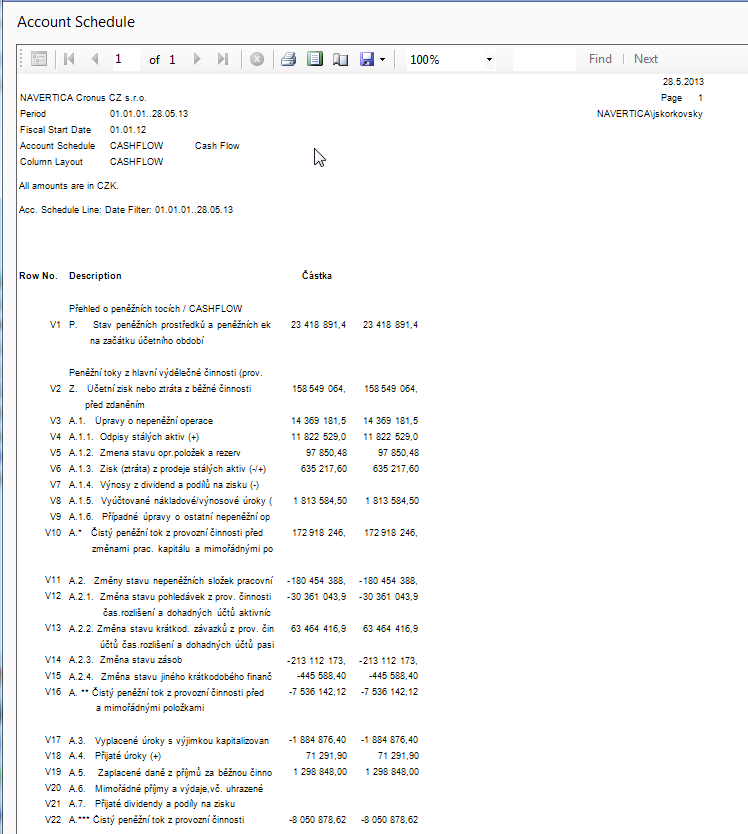 Account Schedule
1 of 1 100% Find Next
28.5.2013
NAVERTICA Cronus CZ s.r.o. Page 1
Period 01.01.01..28.05.13 NAVERTICA\jskorkovsky
Fiscal Start Date 01.01.12
Account Schedule CASHFLOW Cash Flow
Column Layout CASHFLOW
All amounts are in CZK.
Acc. Schedule Line: Date Filter: 01.01.01..28.05.13
Row No. Description Částka
Přehled o peněžních tocích / CASHFLOW
V1 P. Stav peněžních prostředků a peněžních ek 23 418 891,4 23 418 891,4
na začátku účetního období
Peněžní toky z hlavní výdělečné činnosti (prov.
V2 Z. Účetní zisk nebo ztráta z běžné činnosti 158 549 064, 158 549 064,
před zdaněním
V3 A.1. Úpravy o nepeněžní operace 14 369 181,5 14 369 181,5
V4 A.1.1. Odpisy stálých aktiv (+) 11 822 529,0 11 822 529,0
V5 A.1.2. Zmena stavu opr.položek a rezerv 97 850,48 97 850,48
V6 A.1.3. Zisk (ztráta) z prodeje stálých aktiv (-/+) 635 217,60 635 217,60
V7 A.1.4. Výnosy z dividend a podílů na zisku (-)
V8 A.1.5. Vyúčtované nákladové/výnosové úroky ( 1 813 584,50 1 813 584,50
V9 A.1.6. Případné úpravy o ostatní nepeněžní op
V10 A.* Čistý peněžní tok z provozní činnosti před 172 918 246, 172 918 246,
změnami prac. kapitálu a mimořádnými po
V11 A.2. Změny stavu nepeněžních složek pracovní -180 454 388, -180 454 388,
V12 A.2.1. Změna stavu pohledávek z prov. činnosti -30 361 043,9 -30 361 043,9
čas.rozlišení a dohadných účtů aktivníc
V13 A.2.2. Změna stavu krátkod. závazků z prov. čin 63 464 416,9 63 464 416,9
účtů čas.rozlišení a dohadných účtů pasi
V14 A.2.3. Změna stavu zásob -213 112 173, -213 112 173,
V15 A.2.4. Změna stavu jiného krátkodobého finanč -445 588,40 -445 588,40
V16 A. ** Čistý peněžní tok z provozní činnosti před -7 536 142,12 -7 536 142,12
a mimořádnými položkami
V17 A.3. Vyplacené úroky s výjimkou kapitalizovan -1 884 876,40 -1 884 876,40
V18 A.4. Přijaté úroky (+) 71 291,90 71 291,90
V19 A.5. Zaplacené daně z příjmů za běžnou činno 1 298 848,00 1 298 848,00
V20 A.6. Mimořádné příjmy a výdaje,vč. uhrazené
V21 A.7. Přijaté dividendy a podíly na zisku
V22 A.*** Čistý peněžní tok z provozní činnosti -8 050 878,62 -8 050 878,62